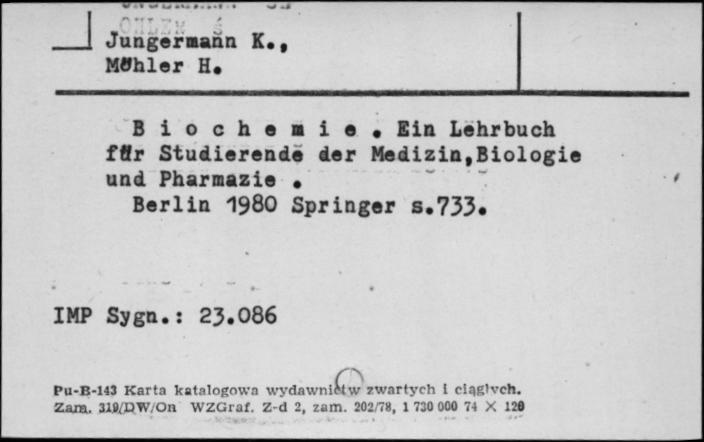 Jungermann K.,
Möhler H.
B i o c h e m i e . Ein Lehrbuch
für Studierende der Medizin,Biologie
und Pharmazie .
Berlin 1980 Springer s.733.
IMP Sygn.: 23.086
Pu-B-143 Karta katalogowa wydawnictw zwartych i ciągłych.
Zam. 319/DW/On WZGraf. Z-d 2, zam. 202/78, 1 730 000 74 X 120